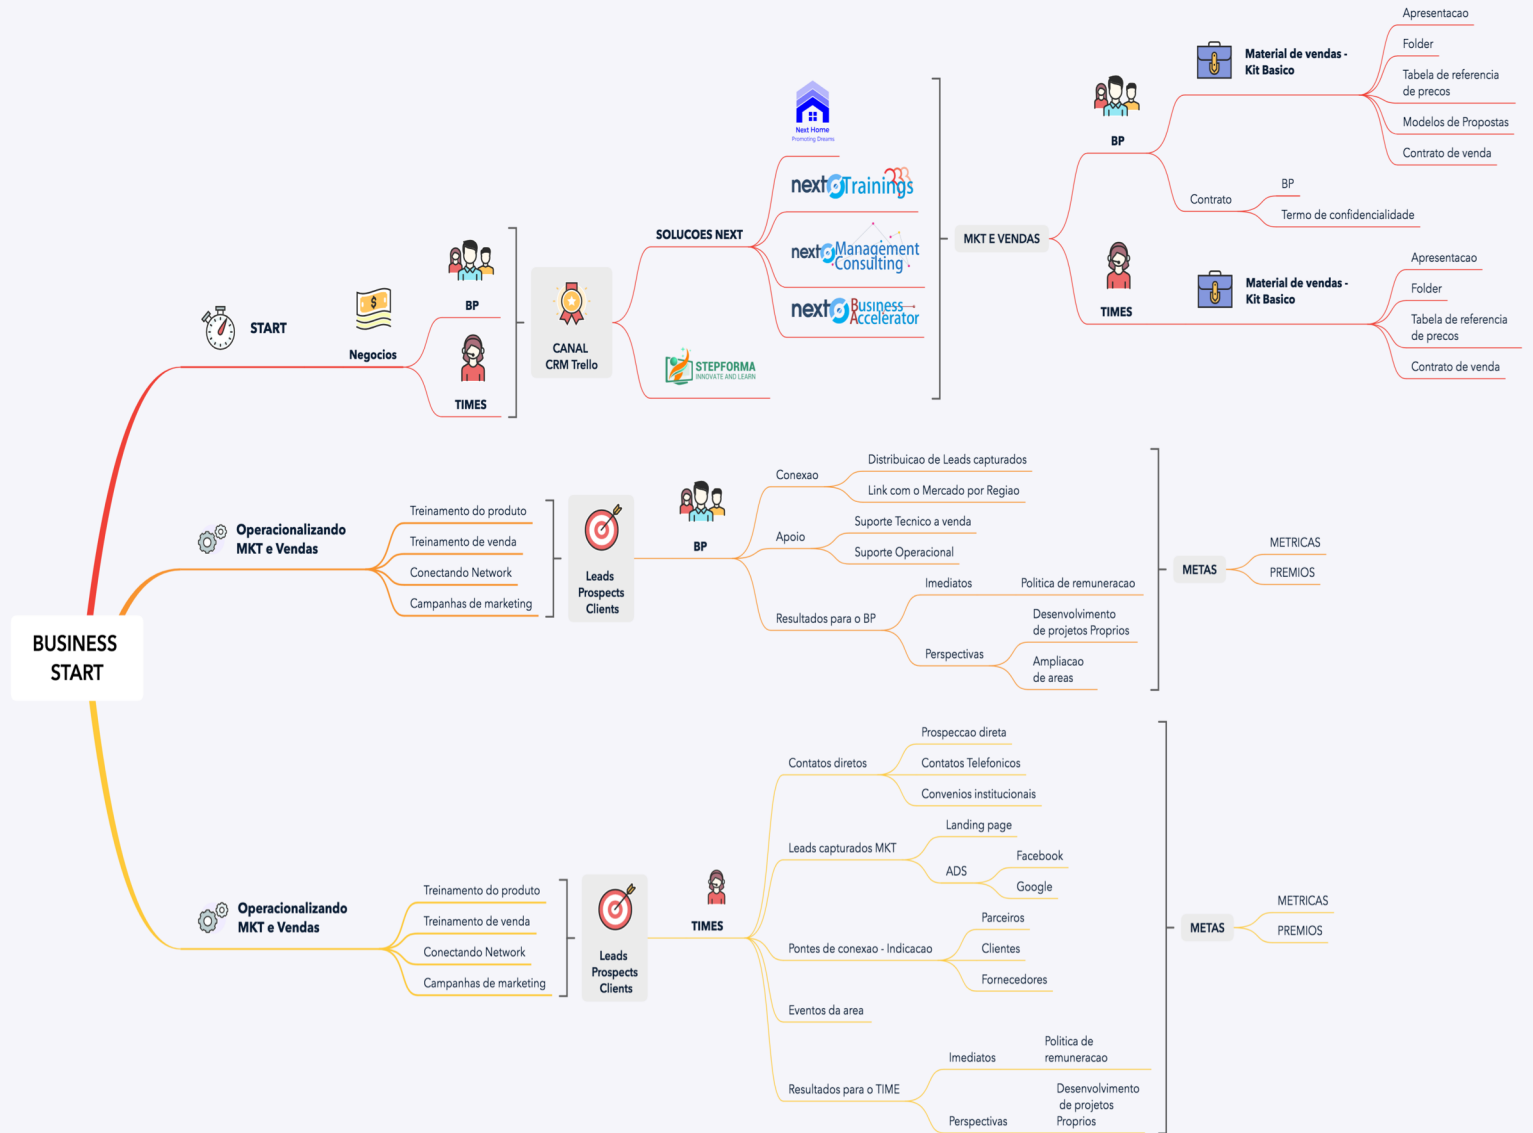 BUSINESS
START
START
Negocios
BP
TIMES
CANAL
CRM Trello
SOLUCOES NEXT
Next Home
Promoting Dreams
next Trainings
next Management
Consulting
next Business
Accelerator
STEPFORMA
INNOVATE AND LEARN
MKT E VENDAS
BP
Material de vendas -
Kit Basico
Apresentacao
Folder
Tabela de referencia
de precos
Modelos de Propostas
Contrato de venda
Contrato
BP
Termo de confidencialidade
TIMES
Material de vendas -
Kit Basico
Apresentacao
Folder
Tabela de referencia
de precos
Contrato de venda
Operacionalizando
MKT e Vendas
Treinamento do produto
Treinamento de venda
Conectando Network
Campanhas de marketing
Leads
Prospects
Clients
BP
Conexao
Distribuicao de Leads capturados
Link com o Mercado por Regiao
Apoio
Suporte Tecnico a venda
Suporte Operacional
Resultados para o BP
Imediatos
Politica de remuneracao
Perspectivas
Desenvolvimento
de projetos Proprios
Ampliacao
de areas
METAS
METRICAS
PREMIOS
Operacionalizando
MKT e Vendas
Treinamento do produto
Treinamento de venda
Conectando Network
Campanhas de marketing
Leads
Prospects
Clients
TIMES
Contatos diretos
Prospeccao direta
Contatos Telefonicos
Convenios institucionais
Leads capturados MKT
Landing page
ADS
Facebook
Google
Pontes de conexao - Indicacao
Parceiros
Clientes
Fornecedores
Eventos da area
Resultados para o TIME
Imediatos
Politica de
remuneracao
Perspectivas
Desenvolvimento
de projetos
Proprios
METAS
METRICAS
PREMIOS